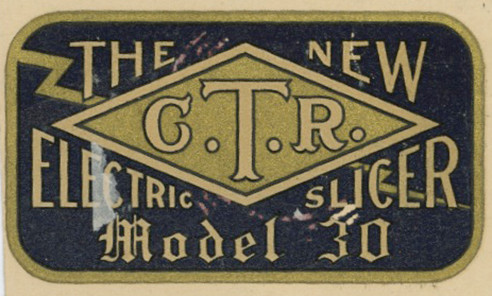 THE NEW
C.T.R.
ELECTRIC SLICER
Model 30